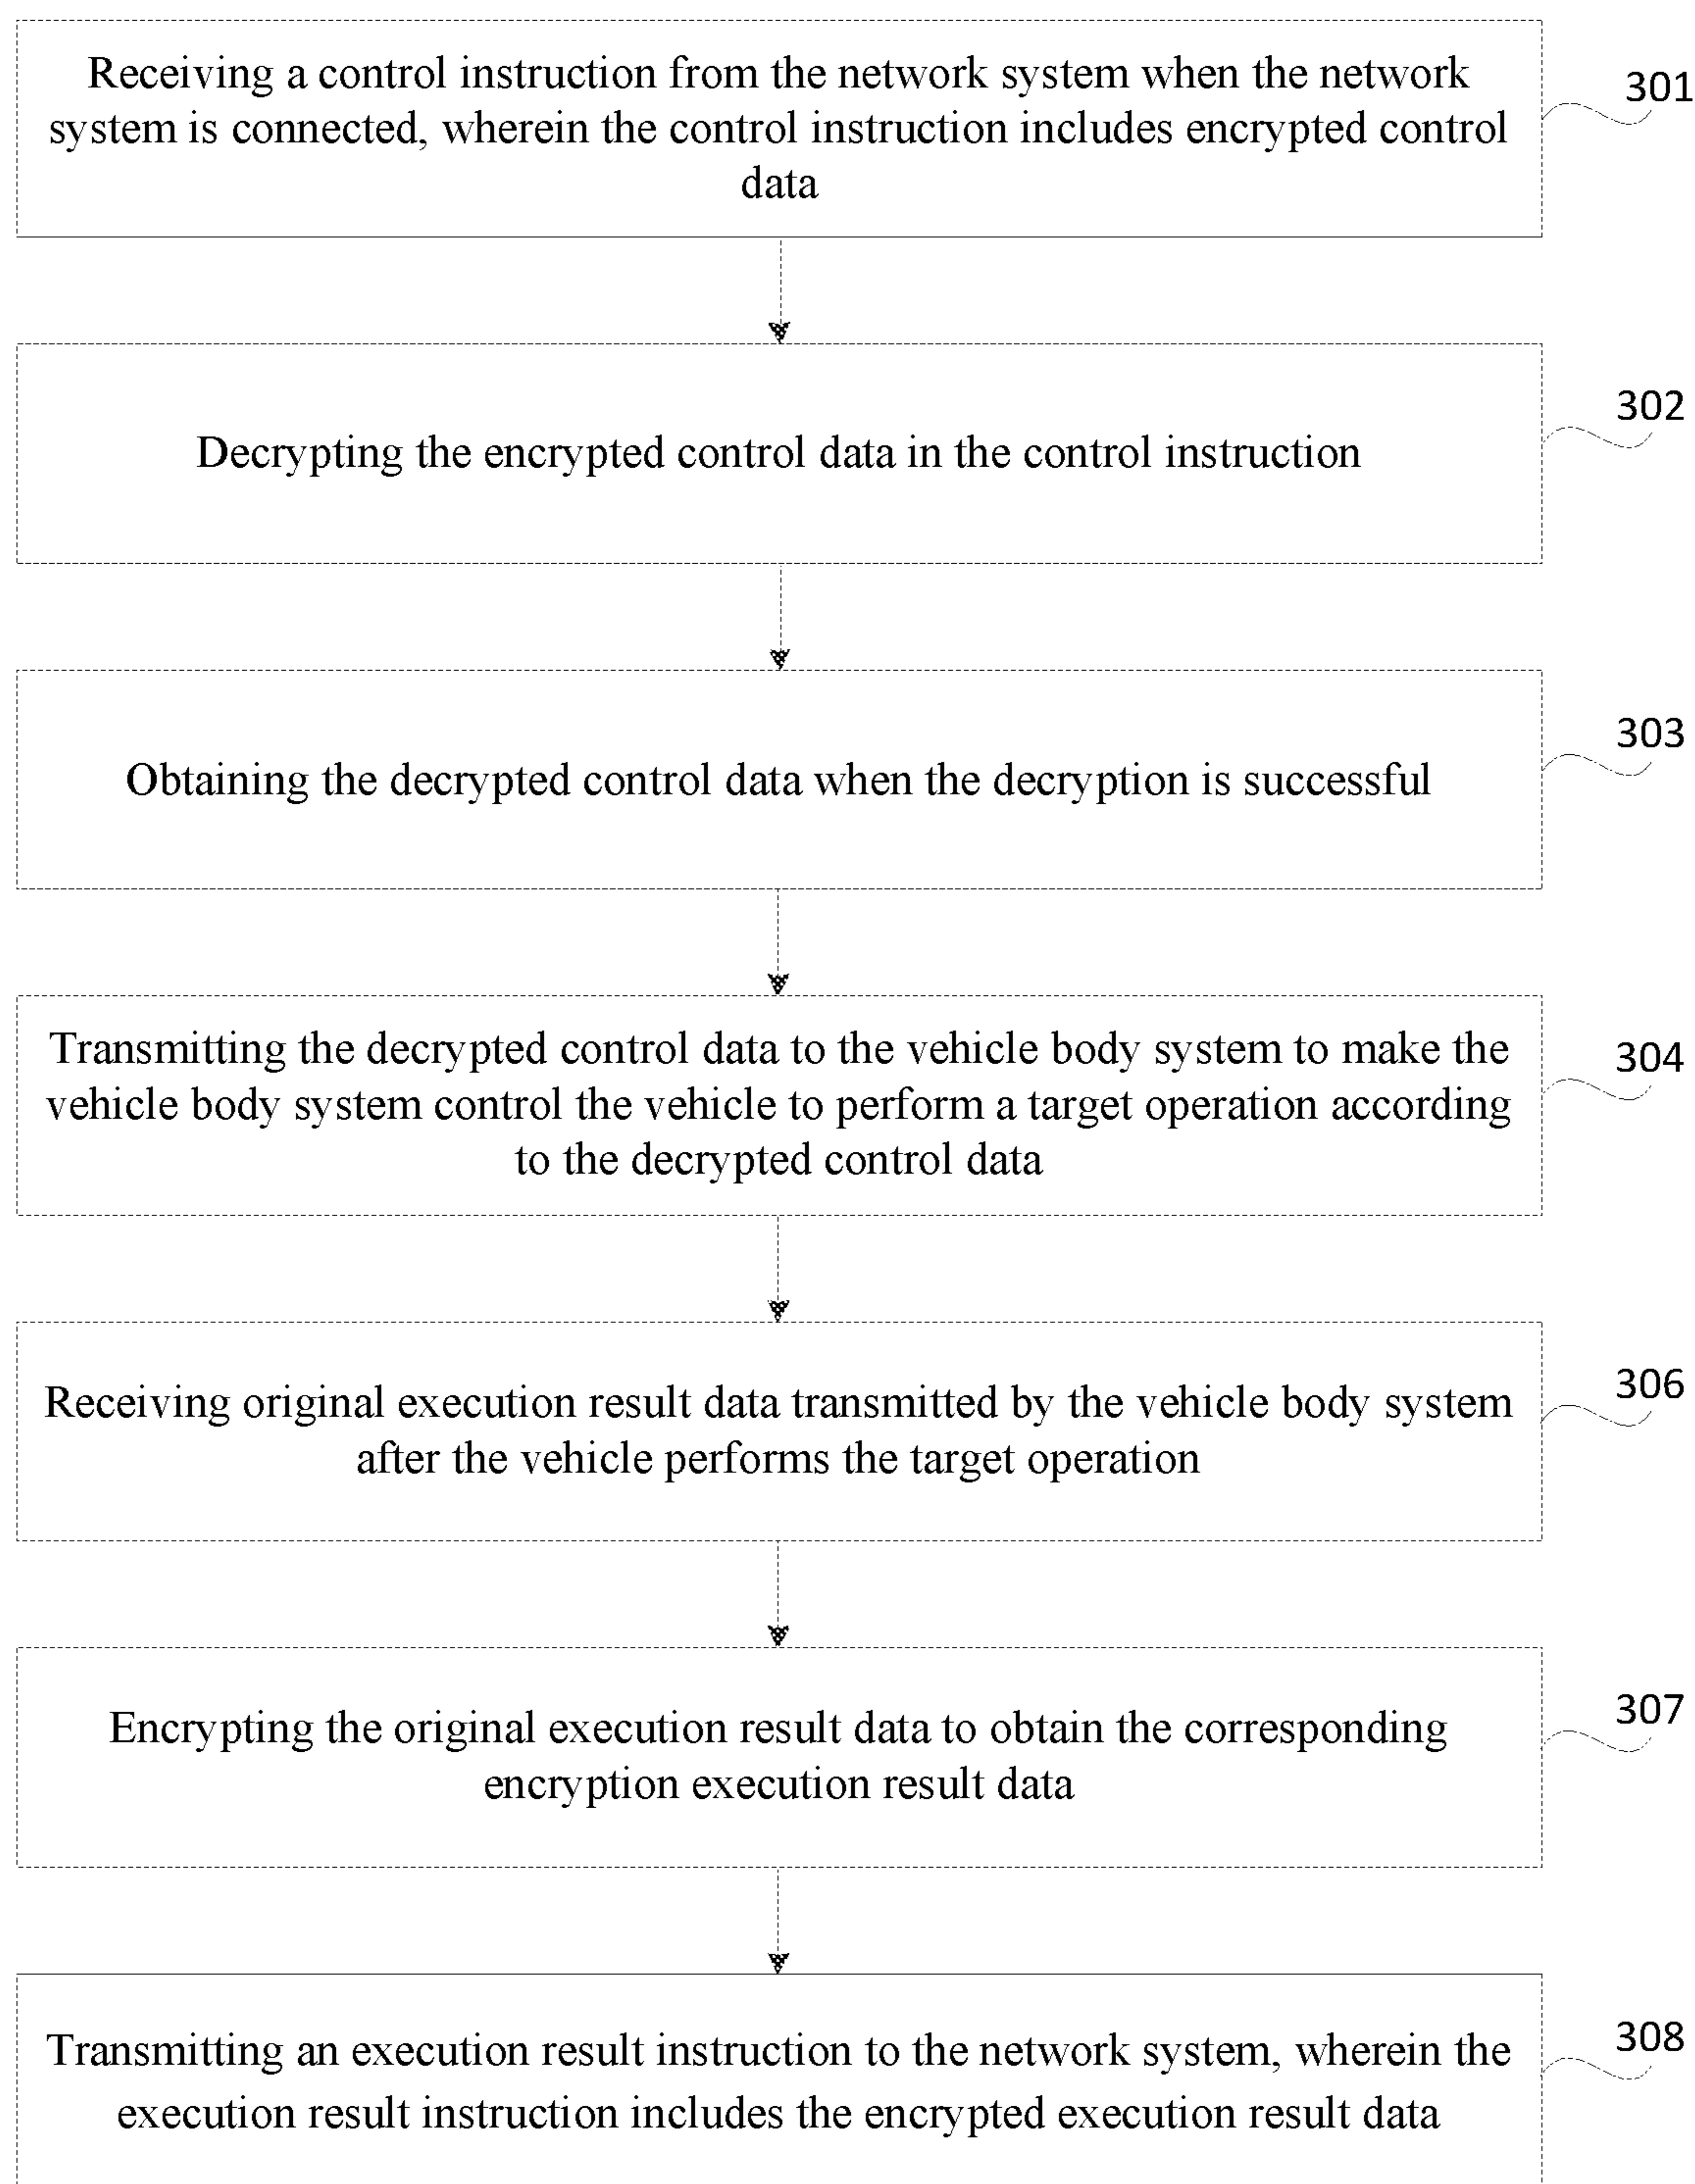 Receiving a control instruction from the network system when the network
system is connected, wherein the control instruction includes encrypted control
data
301
Decrypting the encrypted control data in the control instruction
302
Obtaining the decrypted control data when the decryption is successful
303
Transmitting the decrypted control data to the vehicle body system to make the
vehicle body system control the vehicle to perform a target operation according
to the decrypted control data
304
Receiving original execution result data transmitted by the vehicle body system
after the vehicle performs the target operation
306
Encrypting the original execution result data to obtain the corresponding
encryption execution result data
307
Transmitting an execution result instruction to the network system, wherein the
execution result instruction includes the encrypted execution result data
308